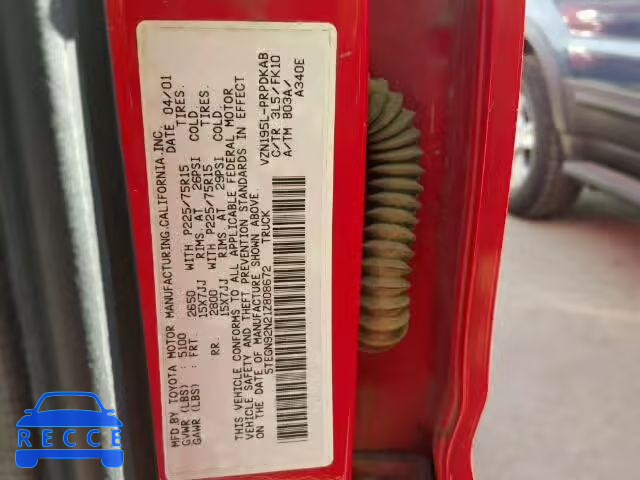 MFD.BY TOYOTA MOTOR MANUFACTURING.CALIFORNIA.INC.
GVWR (LBS) : 5100 DATE 04/01
GAWR (LBS) : FRT. 2650 WITH P225/75R15 TIRES.
15X7JJ RIMS, AT 26PSI COLD.
RR. 2800 WITH P225/75R15 TIRES.
15X7JJ RIMS, AT 29PSI COLD.
THIS VEHICLE CONFORMS TO ALL APPLICABLE FEDERAL MOTOR
VEHICLE SAFETY AND THEFT PREVENTION STANDARDS IN EFFECT
ON THE DATE OF MANUFACTURE SHOWN ABOVE.
5TEGN92N21Z808672 TRUCK
VZN195L-PRPDKAB
C/TR 3L5/FK10
A/TM B03A/
A340E
RECCE